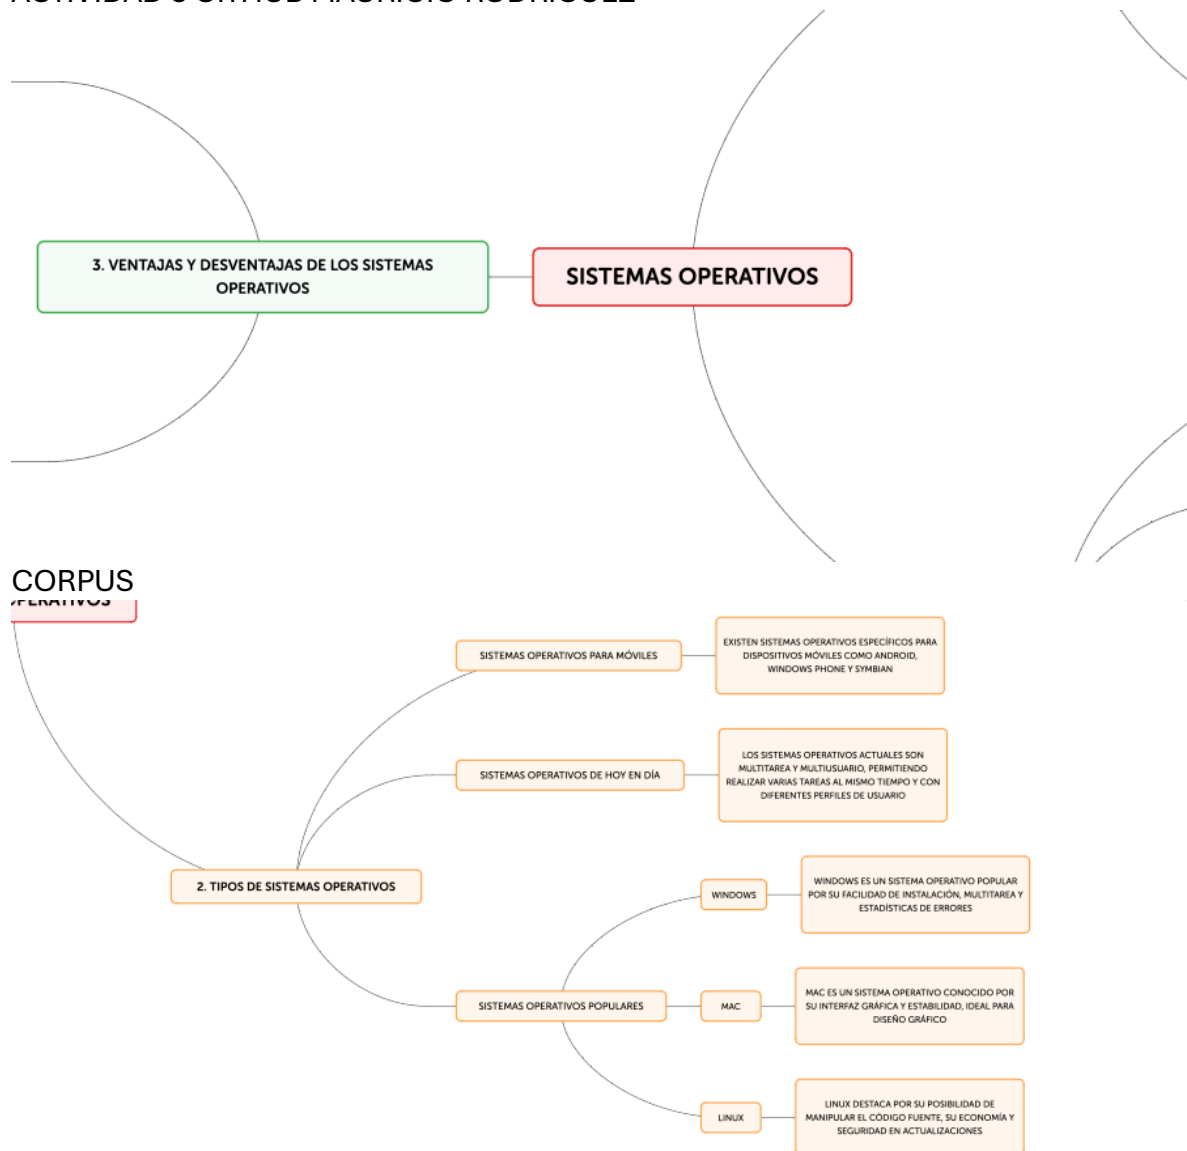 3. VENTAJAS Y DESVENTAJAS DE LOS SISTEMAS
OPERATIVOS
SISTEMAS OPERATIVOS
CORPUS
OPERATIVOS
SISTEMAS OPERATIVOS PARA MÓVILES
EXISTEN SISTEMAS OPERATIVOS ESPECÍFICOS PARA
DISPOSITIVOS MÓVILES COMO ANDROID,
WINDOWS PHONE Y SYMBIAN
SISTEMAS OPERATIVOS DE HOY EN DÍA
LOS SISTEMAS OPERATIVOS ACTUALES SON
MULTITAREA Y MULTIUSUARIO, PERMITIENDO
REALIZAR VARIAS TAREAS AL MISMO TIEMPO Y CON
DIFERENTES PERFILES DE USUARIO
2. TIPOS DE SISTEMAS OPERATIVOS
SISTEMAS OPERATIVOS POPULARES
WINDOWS
WINDOWS ES UN SISTEMA OPERATIVO POPULAR
POR SU FACILIDAD DE INSTALACIÓN, MULTITAREA Y
ESTADÍSTICAS DE ERRORES
MAC
MAC ES UN SISTEMA OPERATIVO CONOCIDO POR
SU INTERFAZ GRÁFICA Y ESTABILIDAD, IDEAL PARA
DISEÑO GRÁFICO
LINUX
LINUX DESTACA POR SU POSIBILIDAD DE
MANIPULAR EL CÓDIGO FUENTE, SU ECONOMÍA Y
SEGURIDAD EN ACTUALIZACIONES